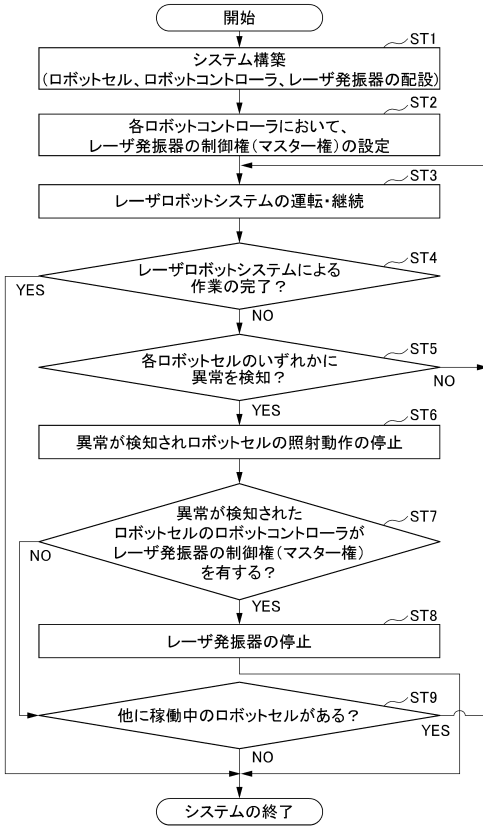 開始
ST1
システム構築
(ロボットセル、ロボットコントローラ、レーザ発振器の配設)
ST2
各ロボットコントローラにおいて、
レーザ発振器の制御権(マスター権)の設定
ST3
レーザロボットシステムの運転・継続
ST4
レーザロボットシステムによる
作業の完了？
YES
NO
ST5
各ロボットセルのいずれかに
異常を検知？
NO
YES
ST6
異常が検知されロボットセルの照射動作の停止
ST7
異常が検知された
ロボットセルのロボットコントローラが
レーザ発振器の制御権(マスター権)
を有する？
NO
YES
ST8
レーザ発振器の停止
ST9
他に稼働中のロボットセルがある？
YES
NO
システムの終了